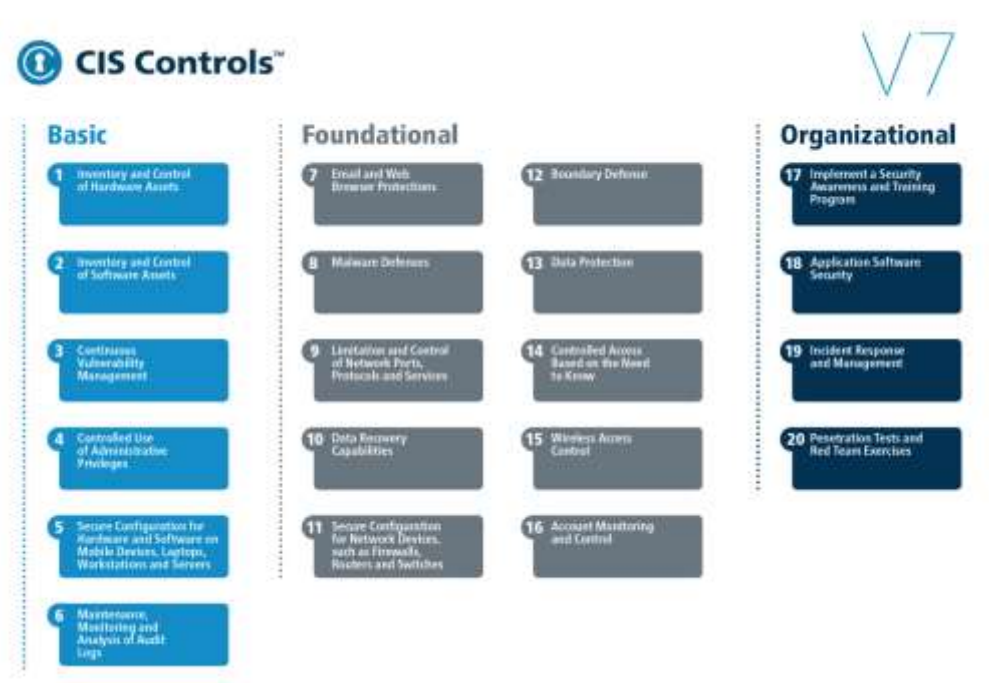 CIS Controls™
V7
Basic
1 Inventory and Control
of Hardware Assets
2 Inventory and Control
of Software Assets
3 Continuous
Vulnerability
Management
4 Controlled Use
of Administrative
Privileges
5 Secure Configuration for
Hardware and Software on
Mobile Devices, Laptops,
Workstations and Servers
6 Maintenance,
Monitoring and
Analysis of Audit
Logs
Foundational
7 Email and Web
Browser Protections
8 Malware Defenses
9 Limitation and Control
of Network Ports,
Protocols and Services
10 Data Recovery
Capabilities
11 Secure Configuration
for Network Devices,
such as Firewalls,
Routers and Switches
12 Boundary Defense
13 Data Protection
14 Controlled Access
Based on the Need
to Know
15 Wireless Access
Control
16 Account Monitoring
and Control
Organizational
17 Implement a Security
Awareness and Training
Program
18 Application Software
Security
19 Incident Response
and Management
20 Penetration Tests and
Red Team Exercises